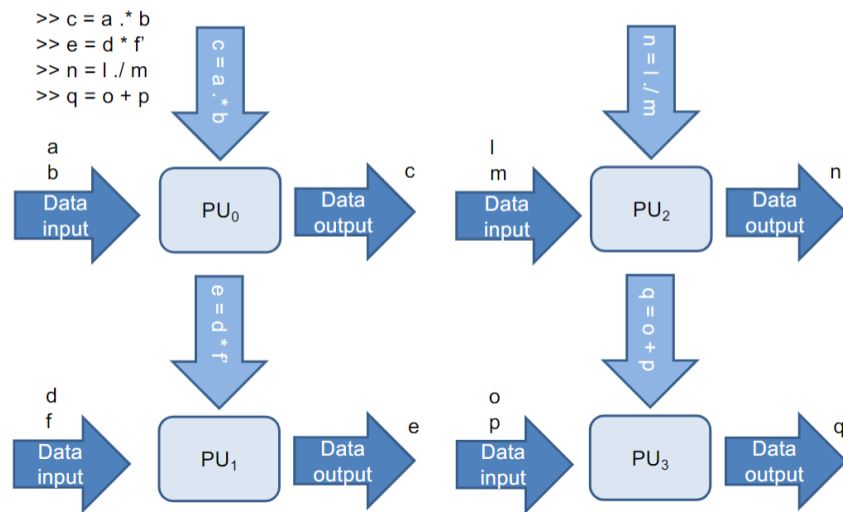 >> c = a .* b
>> e = d * f'
>> n = l ./ m
>> q = o + p
c = a .* b
a
b
Data
input
PU₀
Data
output
c
n = l ./ m
l
m
Data
input
PU₂
Data
output
n
e = d * f'
d
f
Data
input
PU₁
Data
output
e
q = o + p
o
p
Data
input
PU₃
Data
output
q